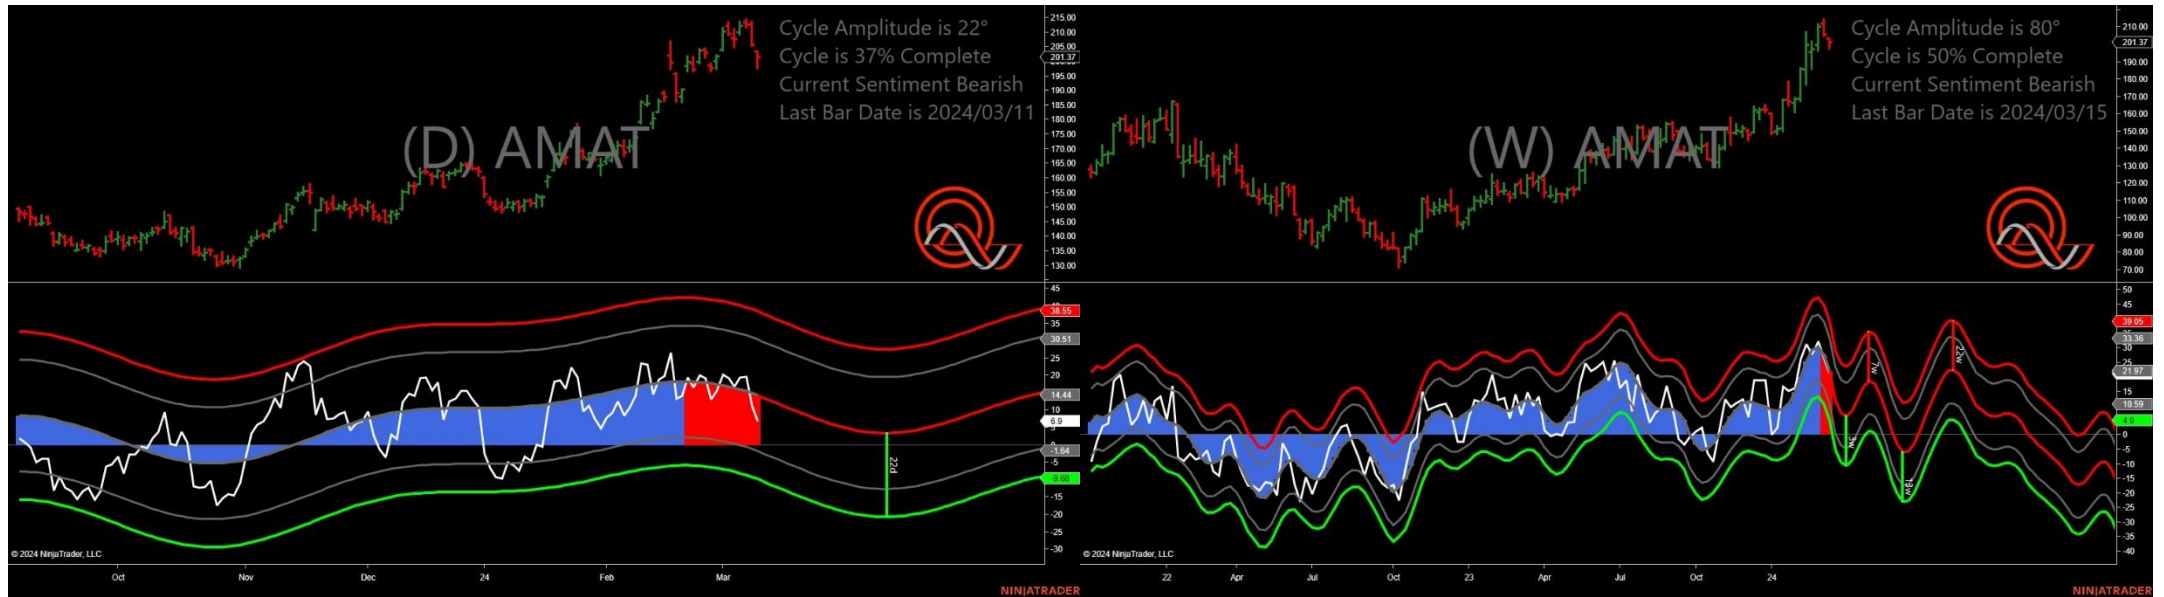 Cycle Amplitude is 22°
Cycle is 37% Complete
Current Sentiment Bearish
Last Bar Date is 2024/03/11
(D) AMAT
215.00
210.00
205.00
201.37
195.00
190.00
185.00
180.00
175.00
170.00
165.00
160.00
155.00
150.00
145.00
140.00
135.00
130.00
45
38.55
35
30.51
25
20
14.44
10
6.9
-1.64
-5
-9.68
-15
-20
-25
-30
22d
© 2024 NinjaTrader, LLC
Oct
Nov
Dec
24
Feb
Mar
NINJATRADER
Cycle Amplitude is 80°
Cycle is 50% Complete
Current Sentiment Bearish
Last Bar Date is 2024/03/15
(W) AMAT
210.00
201.37
190.00
180.00
170.00
160.00
150.00
140.00
130.00
120.00
110.00
100.00
90.00
80.00
70.00
50
45
39.05
33.36
30
25
21.97
15
10.59
4.9
0
-5
-10
-15
-20
-25
-30
-35
-40
7w
22w
3w
13w
© 2024 NinjaTrader, LLC
22
Apr
Jul
Oct
23
Apr
Jul
Oct
24
NINJATRADER